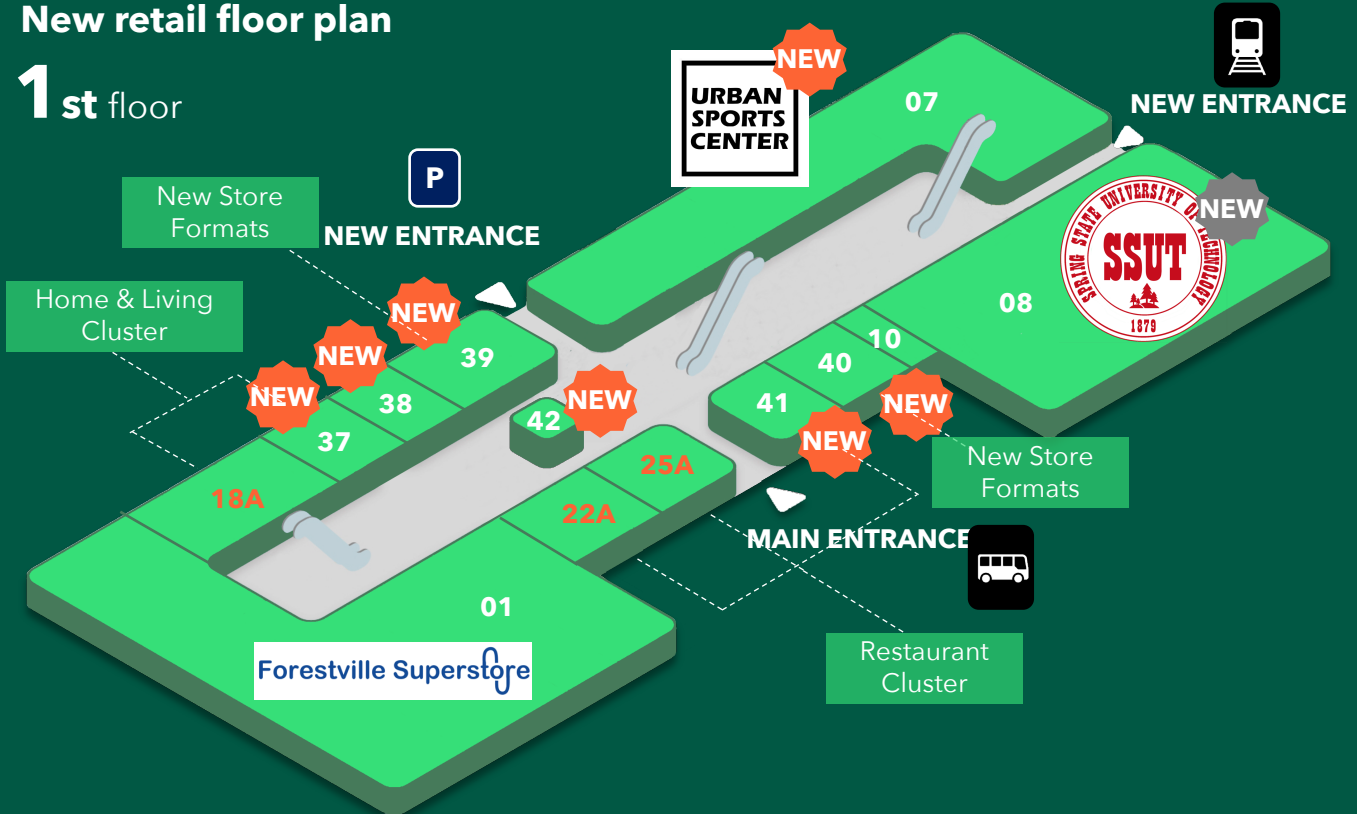 New retail floor plan
1st floor
NEW
URBAN
SPORTS
CENTER
07
NEW ENTRANCE
P
New Store
Formats
NEW ENTRANCE
SPRING STATE UNIVERSITY OF TECHNOLOGY
SSUT
1879
NEW
08
Home & Living
Cluster
NEW
NEW
NEW
39
38
37
18A
42
NEW
10
40
41
NEW
NEW
New Store
Formats
25A
22A
MAIN ENTRANCE
01
Forestville Superstore
Restaurant
Cluster